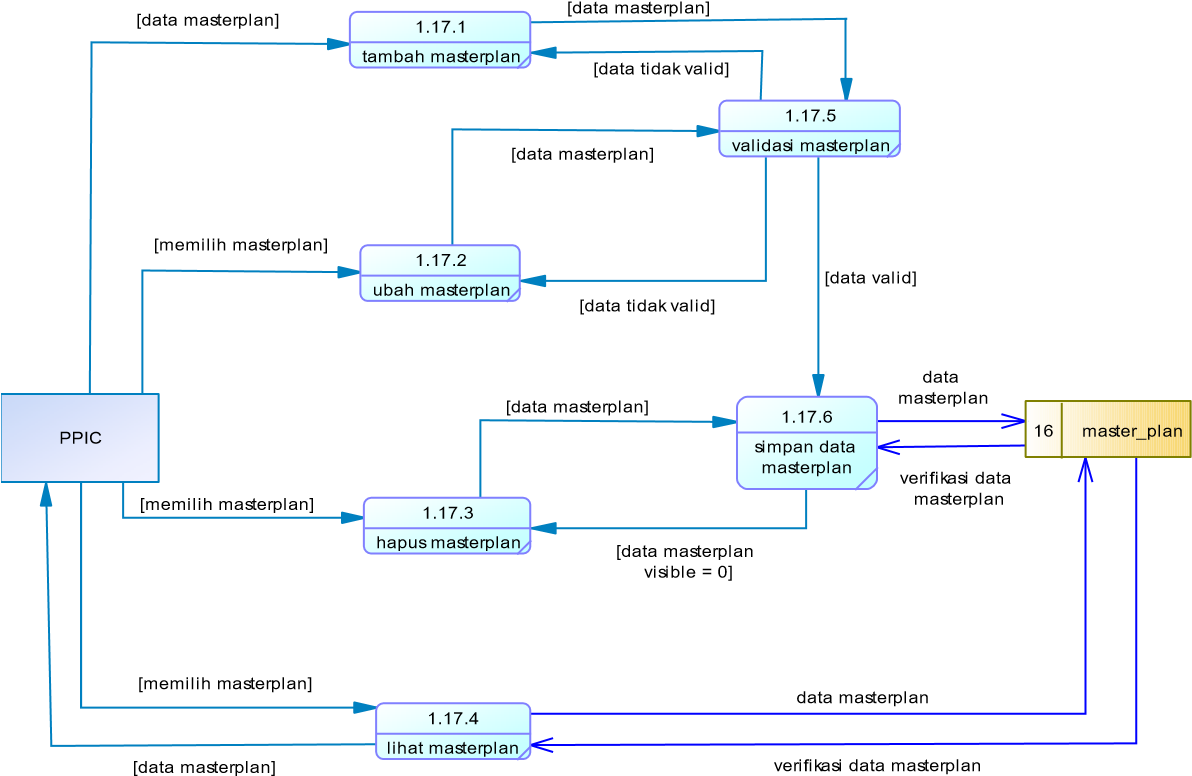 [data masterplan]
1.17.1
tambah masterplan
[data masterplan]
[data tidak valid]
1.17.5
validasi masterplan
[data masterplan]
[memilih masterplan]
1.17.2
ubah masterplan
[data tidak valid]
[data valid]
PPIC
[data masterplan]
1.17.6
simpan data
masterplan
data
masterplan
16
master_plan
verifikasi data
masterplan
[memilih masterplan]
1.17.3
hapus masterplan
[data masterplan
visible = 0]
[memilih masterplan]
1.17.4
lihat masterplan
data masterplan
[data masterplan]
verifikasi data masterplan